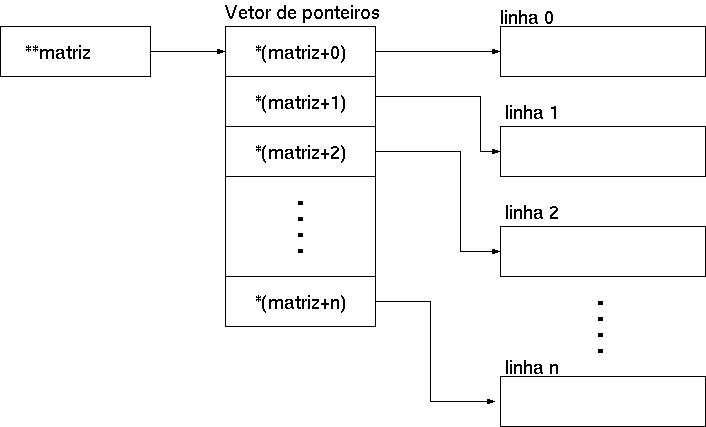 Vetor de ponteiros
linha 0
**matriz
*(matriz+0)
*(matriz+1)
linha 1
*(matriz+2)
linha 2
*(matriz+n)
linha n